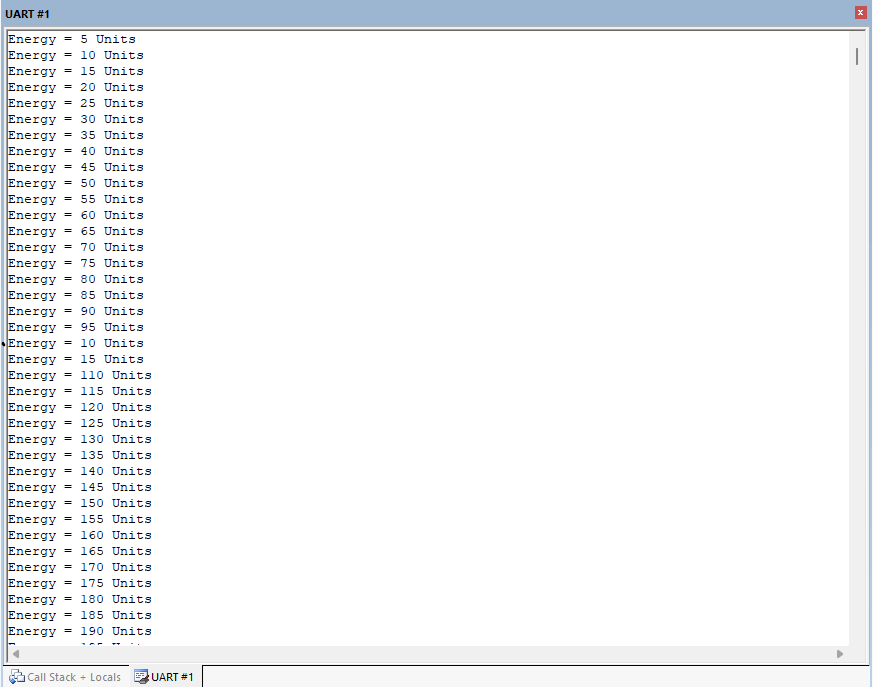 UART #1
Energy = 5 Units
Energy = 10 Units
Energy = 15 Units
Energy = 20 Units
Energy = 25 Units
Energy = 30 Units
Energy = 35 Units
Energy = 40 Units
Energy = 45 Units
Energy = 50 Units
Energy = 55 Units
Energy = 60 Units
Energy = 65 Units
Energy = 70 Units
Energy = 75 Units
Energy = 80 Units
Energy = 85 Units
Energy = 90 Units
Energy = 95 Units
Energy = 10 Units
Energy = 15 Units
Energy = 110 Units
Energy = 115 Units
Energy = 120 Units
Energy = 125 Units
Energy = 130 Units
Energy = 135 Units
Energy = 140 Units
Energy = 145 Units
Energy = 150 Units
Energy = 155 Units
Energy = 160 Units
Energy = 165 Units
Energy = 170 Units
Energy = 175 Units
Energy = 180 Units
Energy = 185 Units
Energy = 190 Units
Call Stack + Locals UART #1